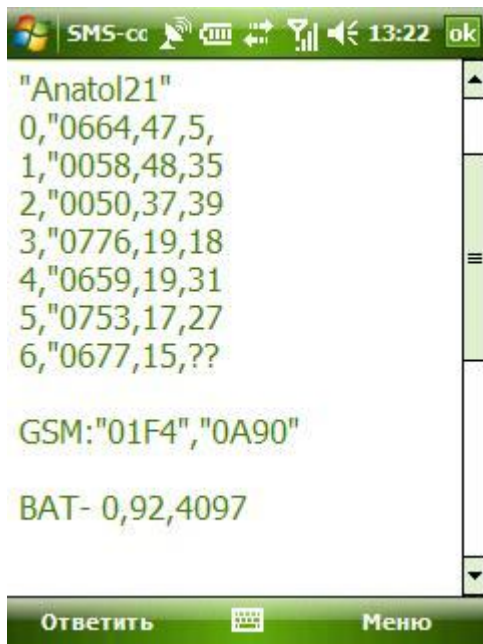 SMS-сс 13:22 ok
"Anatol21"
0,"0664,47,5,
1,"0058,48,35
2,"0050,37,39
3,"0776,19,18
4,"0659,19,31
5,"0753,17,27
6,"0677,15,??
GSM:"01F4","0A90"
BAT- 0,92,4097
Ответить Меню